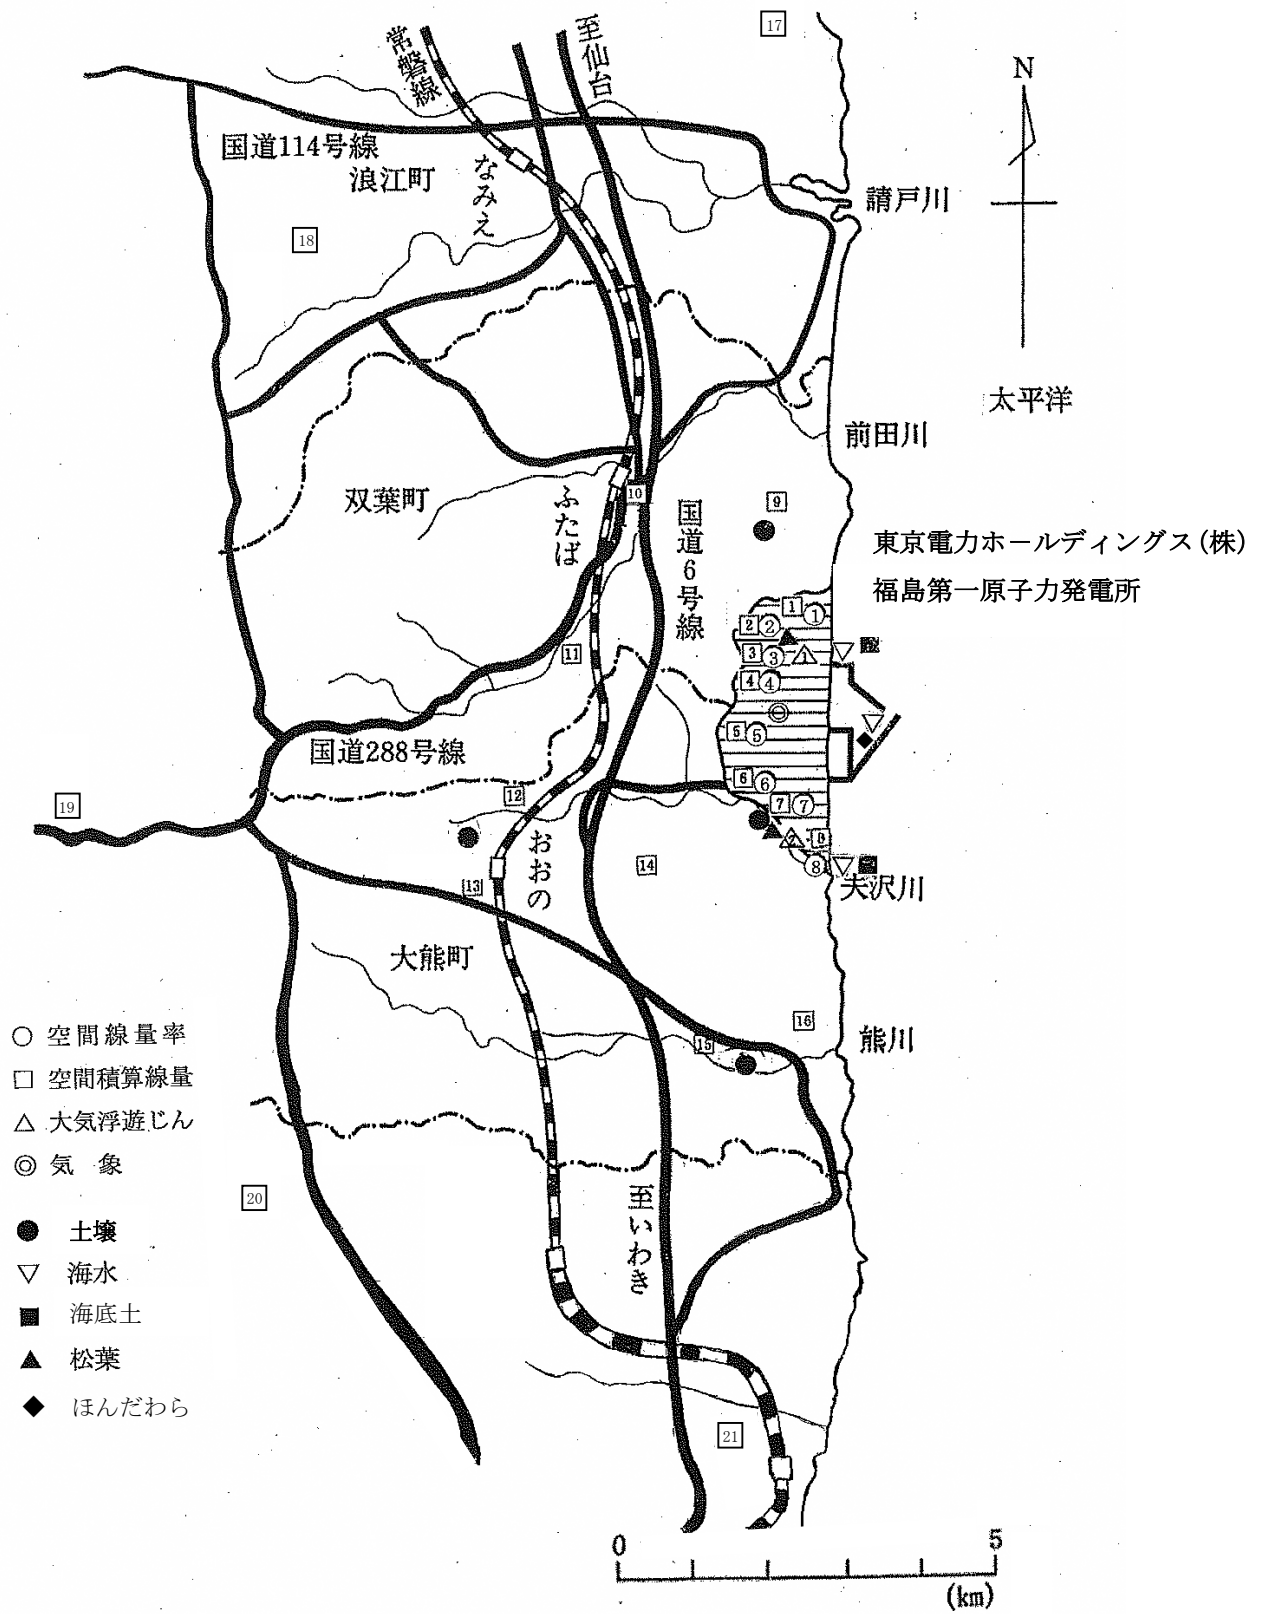 17
常磐線
至仙台
N
国道114号線
浪江町
なみえ
請戸川
18
太平洋
前田川
双葉町
ふたば
10
9
国道6号線
東京電力ホールディングス(株)
福島第一原子力発電所
1 ①
2 ②
3 ③ 1
4 ④
5 ⑤
6 ⑥
7 ⑦
2 8
⑧
11
国道288号線
19
12
おおの
13
14
夫沢川
大熊町
16
15
熊川
○ 空間線量率
□ 空間積算線量
△ 大気浮遊じん
◎ 気象
● 土壌
▽ 海水
■ 海底土
▲ 松葉
◆ ほんだわら
20
至いわき
21
0 5
(km)